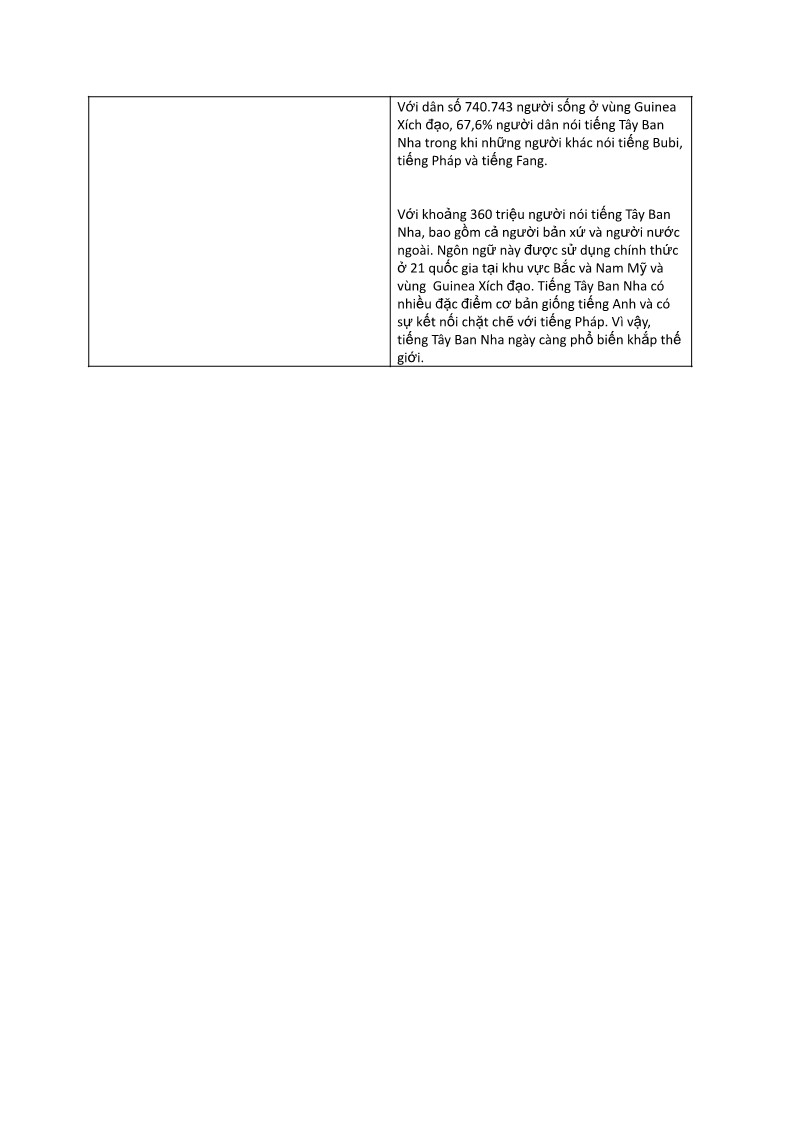 Với dân số 740.743 người sống ở vùng Guinea
Xích đạo, 67,6% người dân nói tiếng Tây Ban
Nha trong khi những người khác nói tiếng Bubi,
tiếng Pháp và tiếng Fang.
Với khoảng 360 triệu người nói tiếng Tây Ban
Nha, bao gồm cả người bản xứ và người nước
ngoài. Ngôn ngữ này được sử dụng chính thức
ở 21 quốc gia tại khu vực Bắc và Nam Mỹ và
vùng  Guinea Xích đạo. Tiếng Tây Ban Nha có
nhiều đặc điểm cơ bản giống tiếng Anh và có
sự kết nối chặt chẽ với tiếng Pháp. Vì vậy,
tiếng Tây Ban Nha ngày càng phổ biến khắp thế
giới.